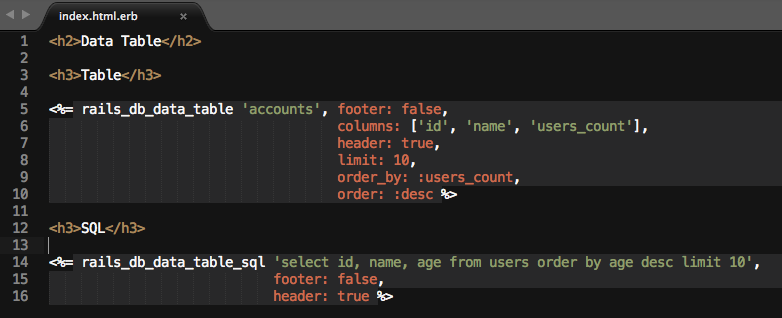 index.html.erb ×
1 <h2>Data Table</h2>
2
3 <h3>Table</h3>
4
5 <%= rails_db_data_table 'accounts', footer: false,
6 columns: ['id', 'name', 'users_count'],
7 header: true,
8 limit: 10,
9 order_by: :users_count,
10 order: :desc %>
11
12 <h3>SQL</h3>
13
14 <%= rails_db_data_table_sql 'select id, name, age from users order by age desc limit 10',
15 footer: false,
16 header: true %>